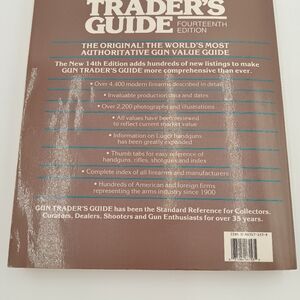 TRADER'S
GUIDE FOURTEENTH
EDITION
THE ORIGINAL! THE WORLD'S MOST
AUTHORITATIVE GUN VALUE GUIDE
The New 14th Edition adds hundreds of new listings to make
GUN TRADER'S GUIDE more comprehensive than ever.
• Over 4,400 modern firearms described in detail
• Invaluable production data and dates
• Over 2,200 photographs and illustrations
• All values have been reviewed
to reflect current market value
• Information on Luger handguns
has been greatly expanded
• Thumb tabs for easy reference of
handguns, rifles, shotguns and index
• Complete index of all firearms and manufacturers
• Hundreds of American and foreign firms
representing the arms industry since 1900
GUN TRADER'S GUIDE has been the Standard Reference for Collectors,
Curators, Dealers, Shooters and Gun Enthusiasts for over 35 years.